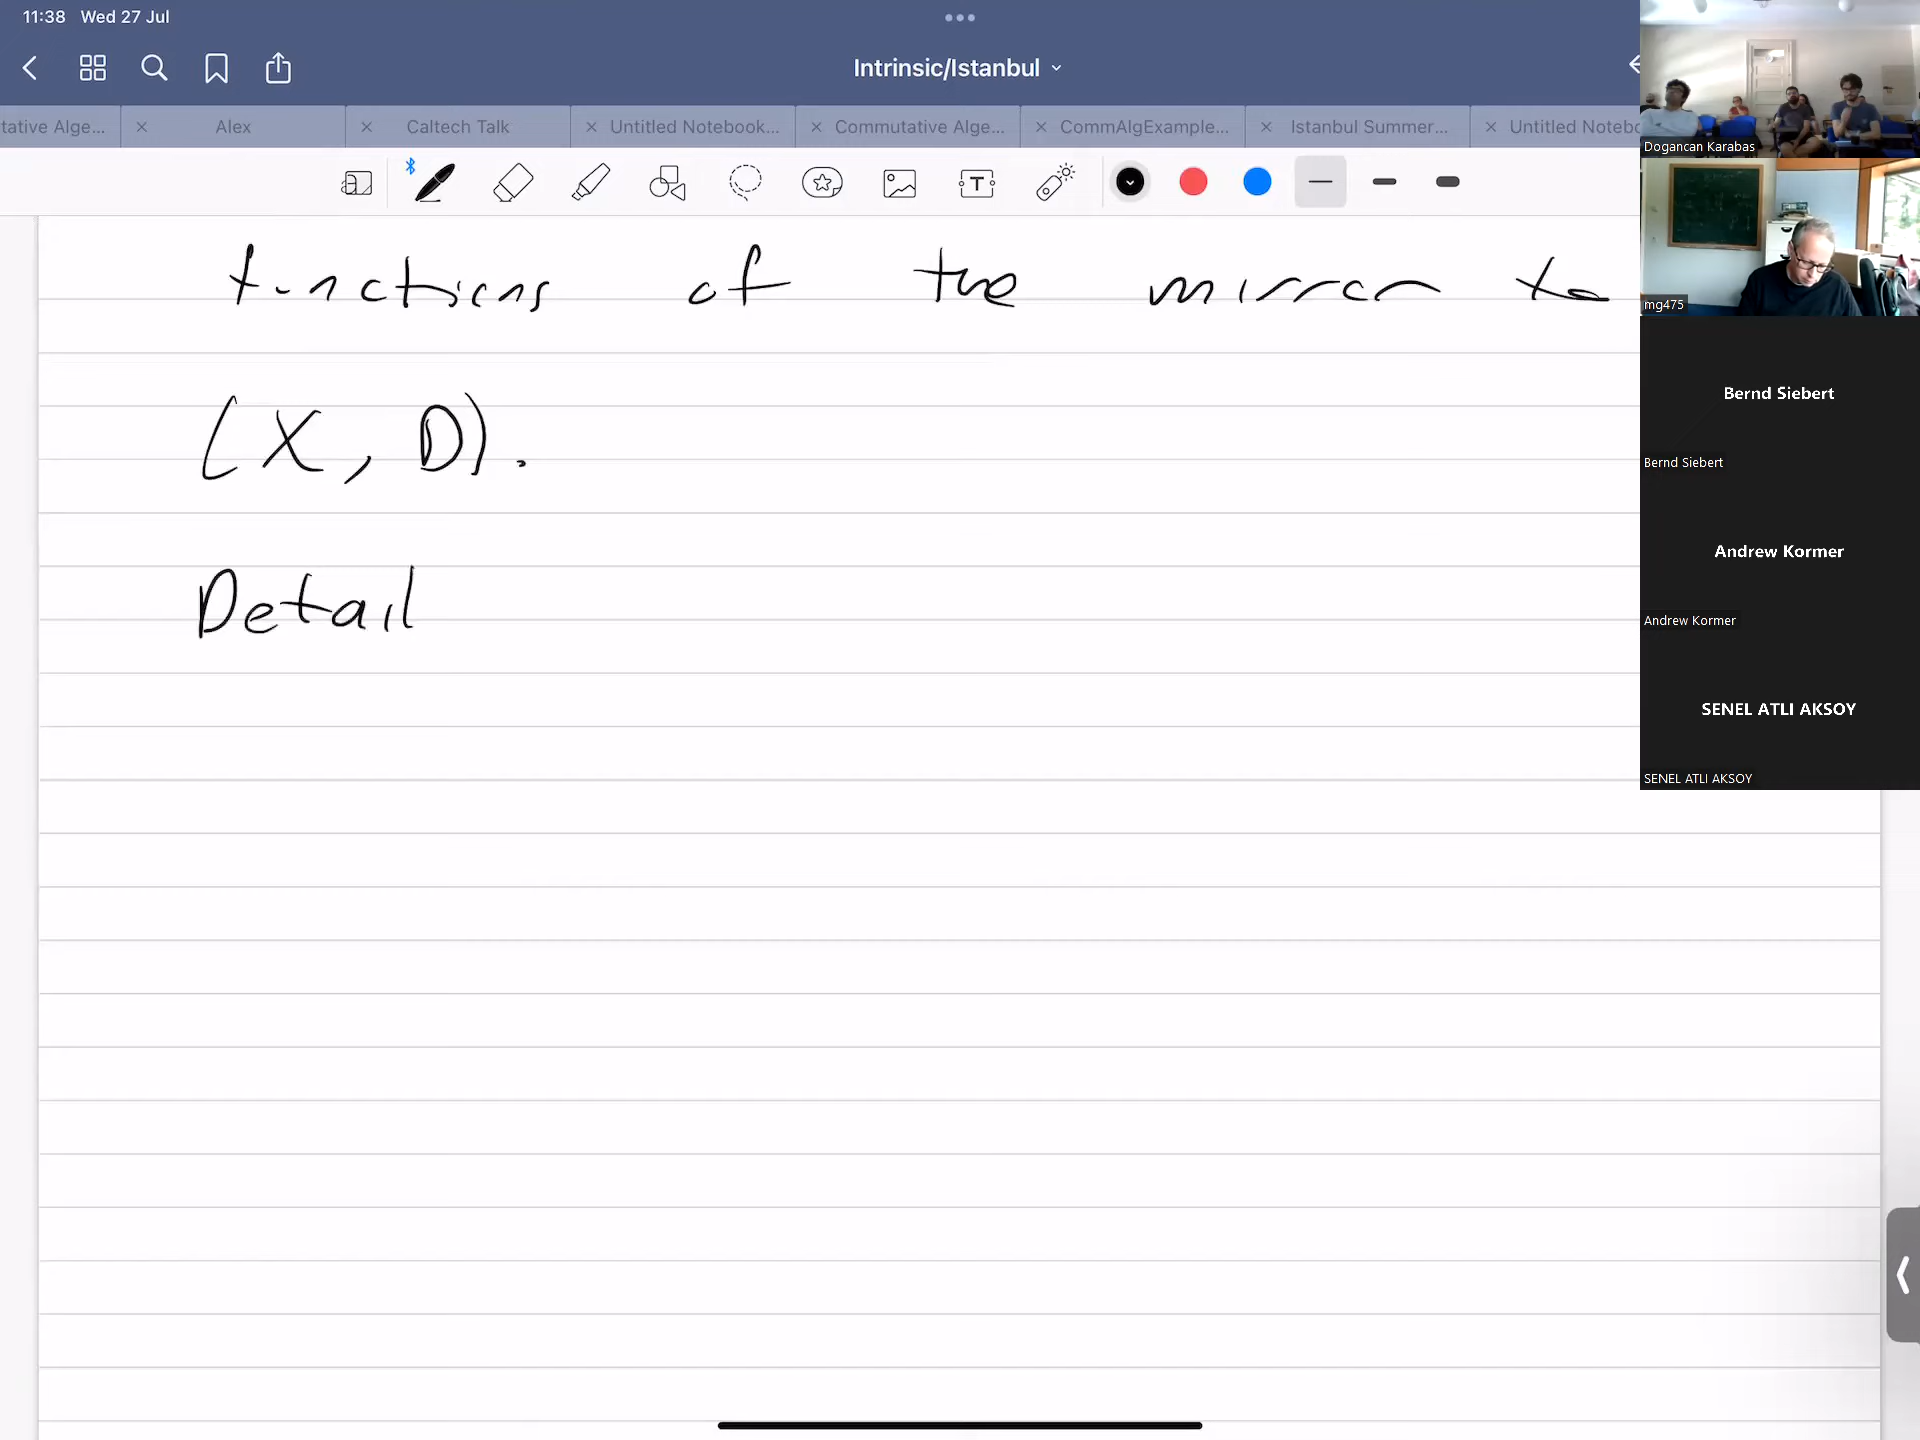 11:38 Wed 27 Jul
Intrinsic/Istanbul
tative Alge...
Alex
Caltech Talk
Untitled Notebook...
Commutative Alge...
CommAlgExample...
Istanbul Summer...
Untitled Notebo
functions of the mirror to
(X, D).
Detail
Dogancan Karabas
mg475
Bernd Siebert
Bernd Siebert
Andrew Kormer
Andrew Kormer
SENEL ATLI AKSOY
SENEL ATLI AKSOY